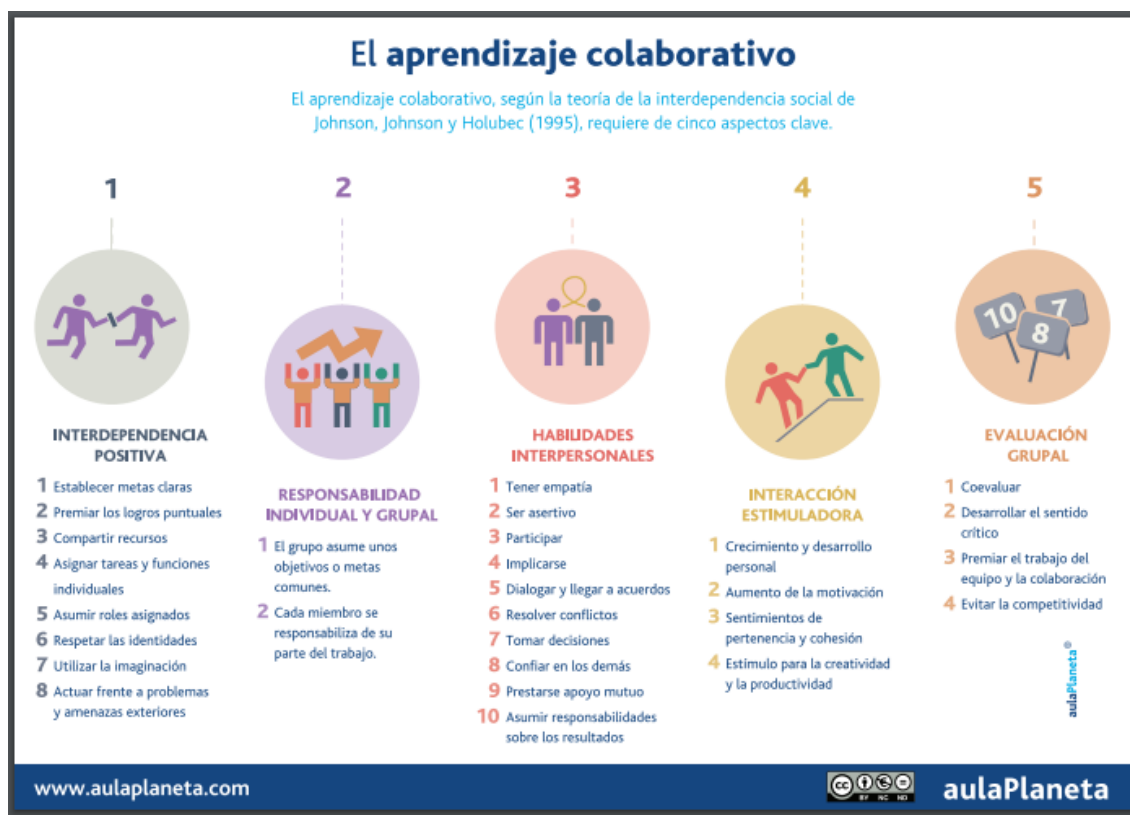 El aprendizaje colaborativo
El aprendizaje colaborativo, según la teoría de la interdependencia social de
Johnson, Johnson y Holubec (1995), requiere de cinco aspectos clave.
1
INTERDEPENDENCIA
POSITIVA
1 Establecer metas claras
2 Premiar los logros puntuales
3 Compartir recursos
4 Asignar tareas y funciones
individuales
5 Asumir roles asignados
6 Respetar las identidades
7 Utilizar la imaginación
8 Actuar frente a problemas
y amenazas exteriores
2
RESPONSABILIDAD
INDIVIDUAL Y GRUPAL
1 El grupo asume unos
objetivos o metas
comunes.
2 Cada miembro se
responsabiliza de su
parte del trabajo.
3
HABILIDADES
INTERPERSONALES
1 Tener empatía
2 Ser asertivo
3 Participar
4 Implicarse
5 Dialogar y llegar a acuerdos
6 Resolver conflictos
7 Tomar decisiones
8 Confiar en los demás
9 Prestarse apoyo mutuo
10 Asumir responsabilidades
sobre los resultados
4
INTERACCIÓN
ESTIMULADORA
1 Crecimiento y desarrollo
personal
2 Aumento de la motivación
3 Sentimientos de
pertenencia y cohesión
4 Estímulo para la creatividad
y la productividad
5
10
7
8
EVALUACIÓN
GRUPAL
1 Coevaluar
2 Desarrollar el sentido
crítico
3 Premiar el trabajo del
equipo y la colaboración
4 Evitar la competitividad
aulaPlaneta®
www.aulaplaneta.com
cc
BY NC ND
aulaPlaneta